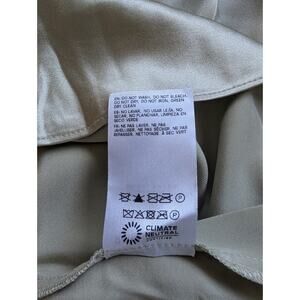 EN: DO NOT WASH, DO NOT BLEACH,
DO NOT DRY, DO NOT IRON, GREEN
DRY CLEAN
ES: NO LAVAR, NO USAR LEJÍA, NO
SECAR, NO PLANCHAR, LIMPIEZA EN
SECO VERDE
FR: NE PAS LAVER, NE PAS
JAVELLISER, NE PAS SÉCHER, NE PAS
REPASSER, NETTOYAGE À SEC VERT
P
P
CLIMATE
NEUTRAL
CERTIFIED